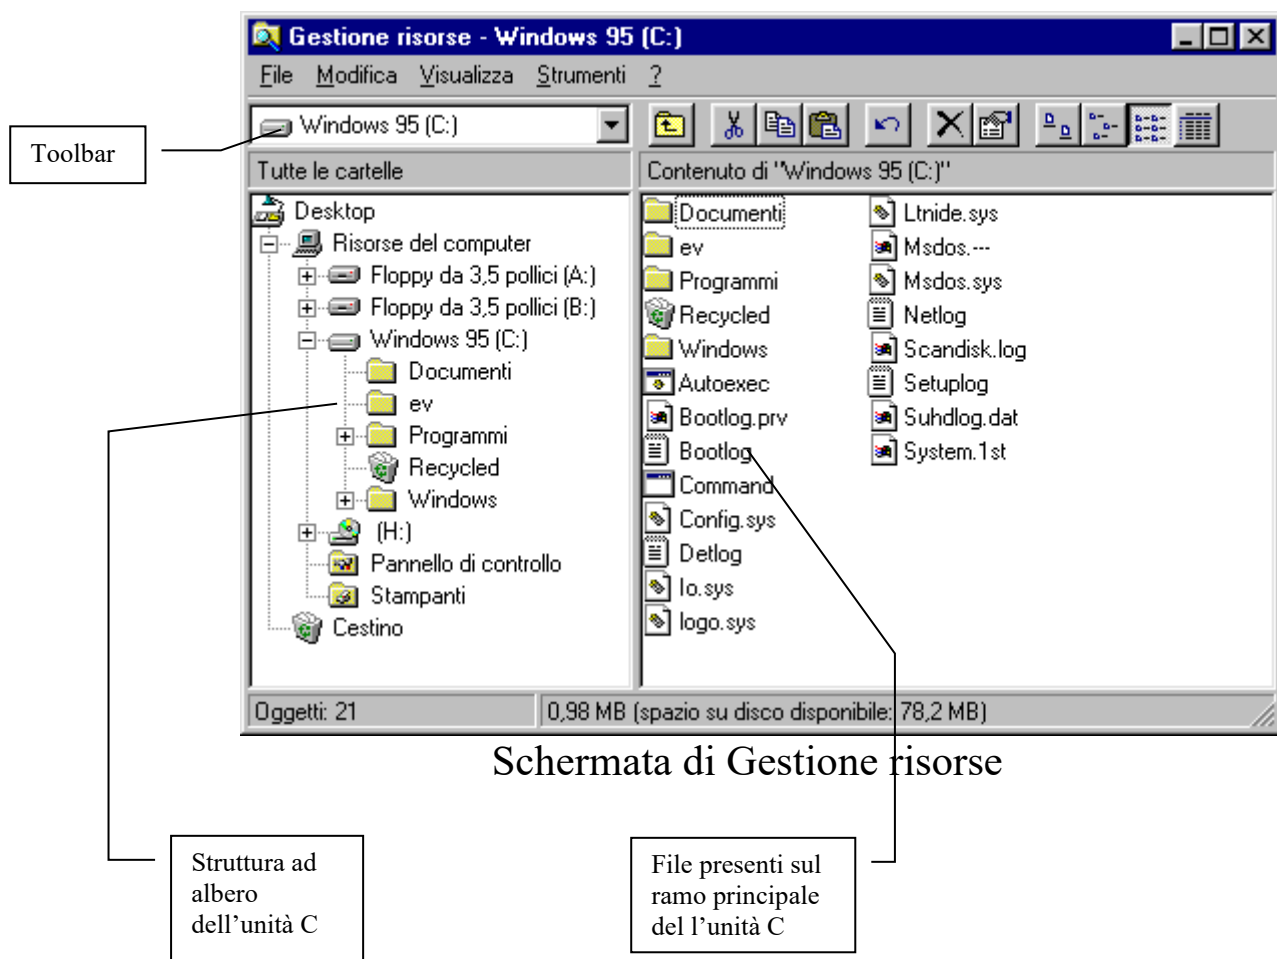 Gestione risorse - Windows 95 (C:)
File Modifica Visualizza Strumenti ?
Windows 95 (C:)
Toolbar
Tutte le cartelle
Contenuto di "Windows 95 (C:)"
Desktop
Risorse del computer
Floppy da 3,5 pollici (A:)
Floppy da 3,5 pollici (B:)
Windows 95 (C:)
Documenti
ev
Programmi
Recycled
Windows
(H:)
Pannello di controllo
Stampanti
Cestino
Documenti
ev
Programmi
Recycled
Windows
Autoexec
Bootlog.prv
Bootlog
Command
Config.sys
Detlog
Io.sys
logo.sys
Ltnide.sys
Msdos.---
Msdos.sys
Netlog
Scandisk.log
Setuplog
Suhdlog.dat
System.1st
Oggetti: 21
0,98 MB (spazio su disco disponibile: 78,2 MB)
Schermata di Gestione risorse
Struttura ad
albero
dell’unità C
File presenti sul
ramo principale
del l’unità C